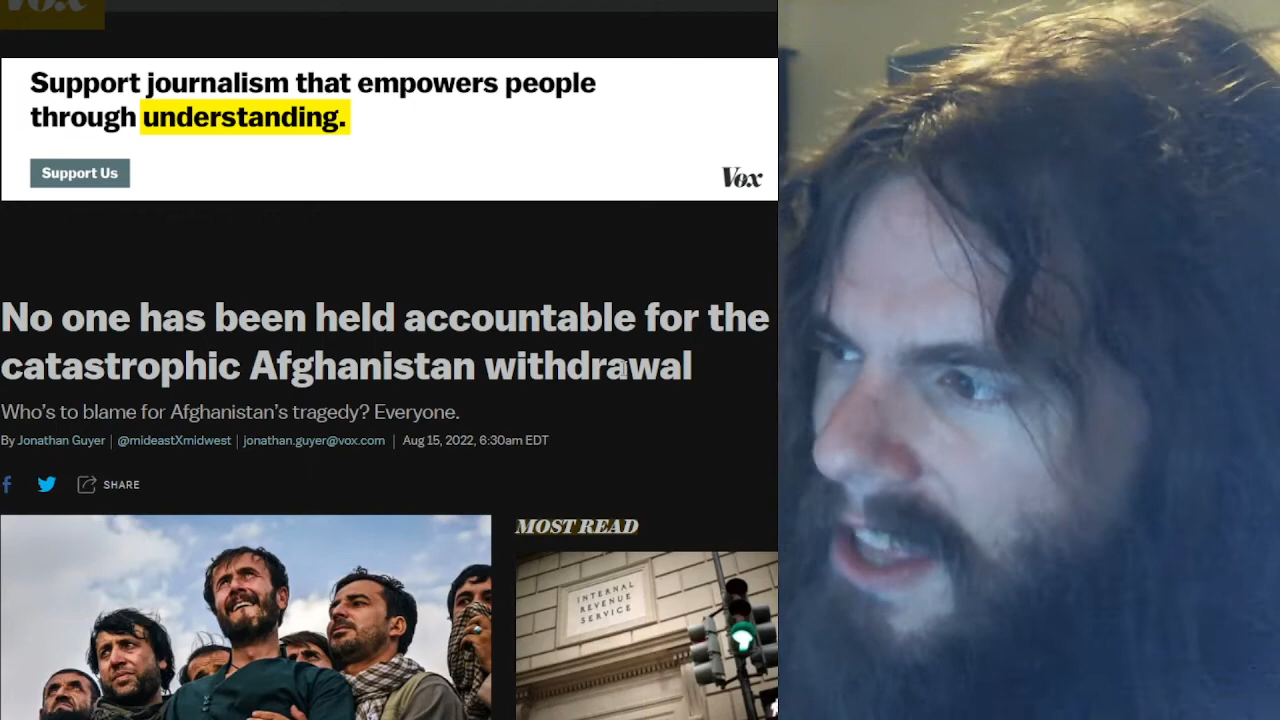 Vox
Support journalism that empowers people
through understanding.
Support Us
Vox
No one has been held accountable for the
catastrophic Afghanistan withdrawal
Who's to blame for Afghanistan's tragedy? Everyone.
By Jonathan Guyer | @mideastXmidwest | jonathan.guyer@vox.com | Aug 15, 2022, 6:30am EDT
SHARE
MOST READ
INTERNAL
REVENUE
SERVICE